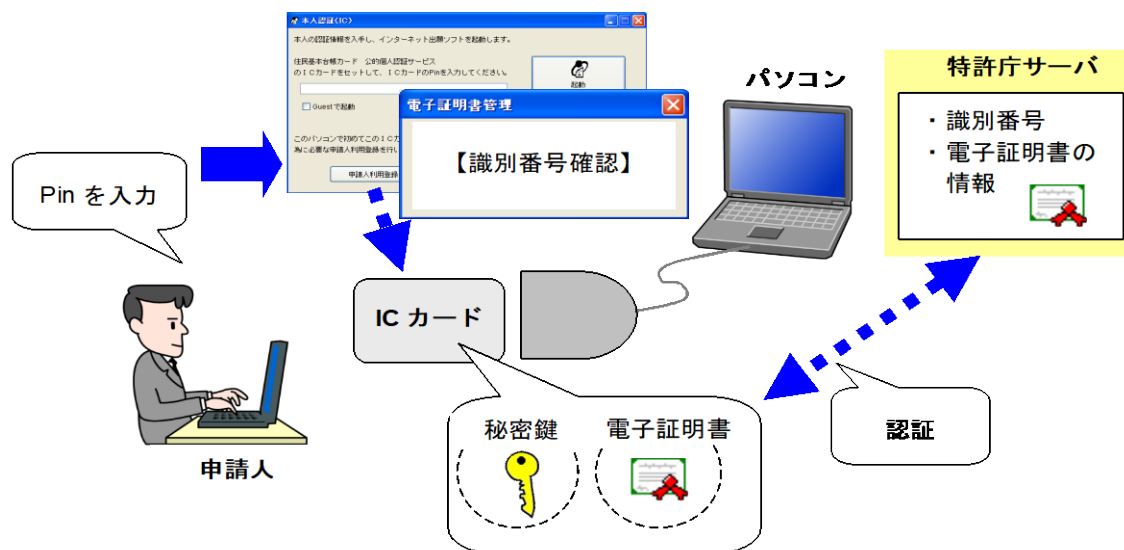 本人認証(IC)
本人の認証情報を入手し、インターネット出願ソフトを起動します。
住民基本台帳カード 公的個人認証サービス
のICカードをセットして、ICカードのPinを入力してください。
起動
Guestで起動
このパソコンで初めてこのICカ
為に必要な申請人利用登録を行い
申請人利用登録
電子証明書管理
【識別番号確認】
パソコン
特許庁サーバ
・識別番号
・電子証明書の
情報
Pin を入力
IC カード
秘密鍵
電子証明書
認証
申請人